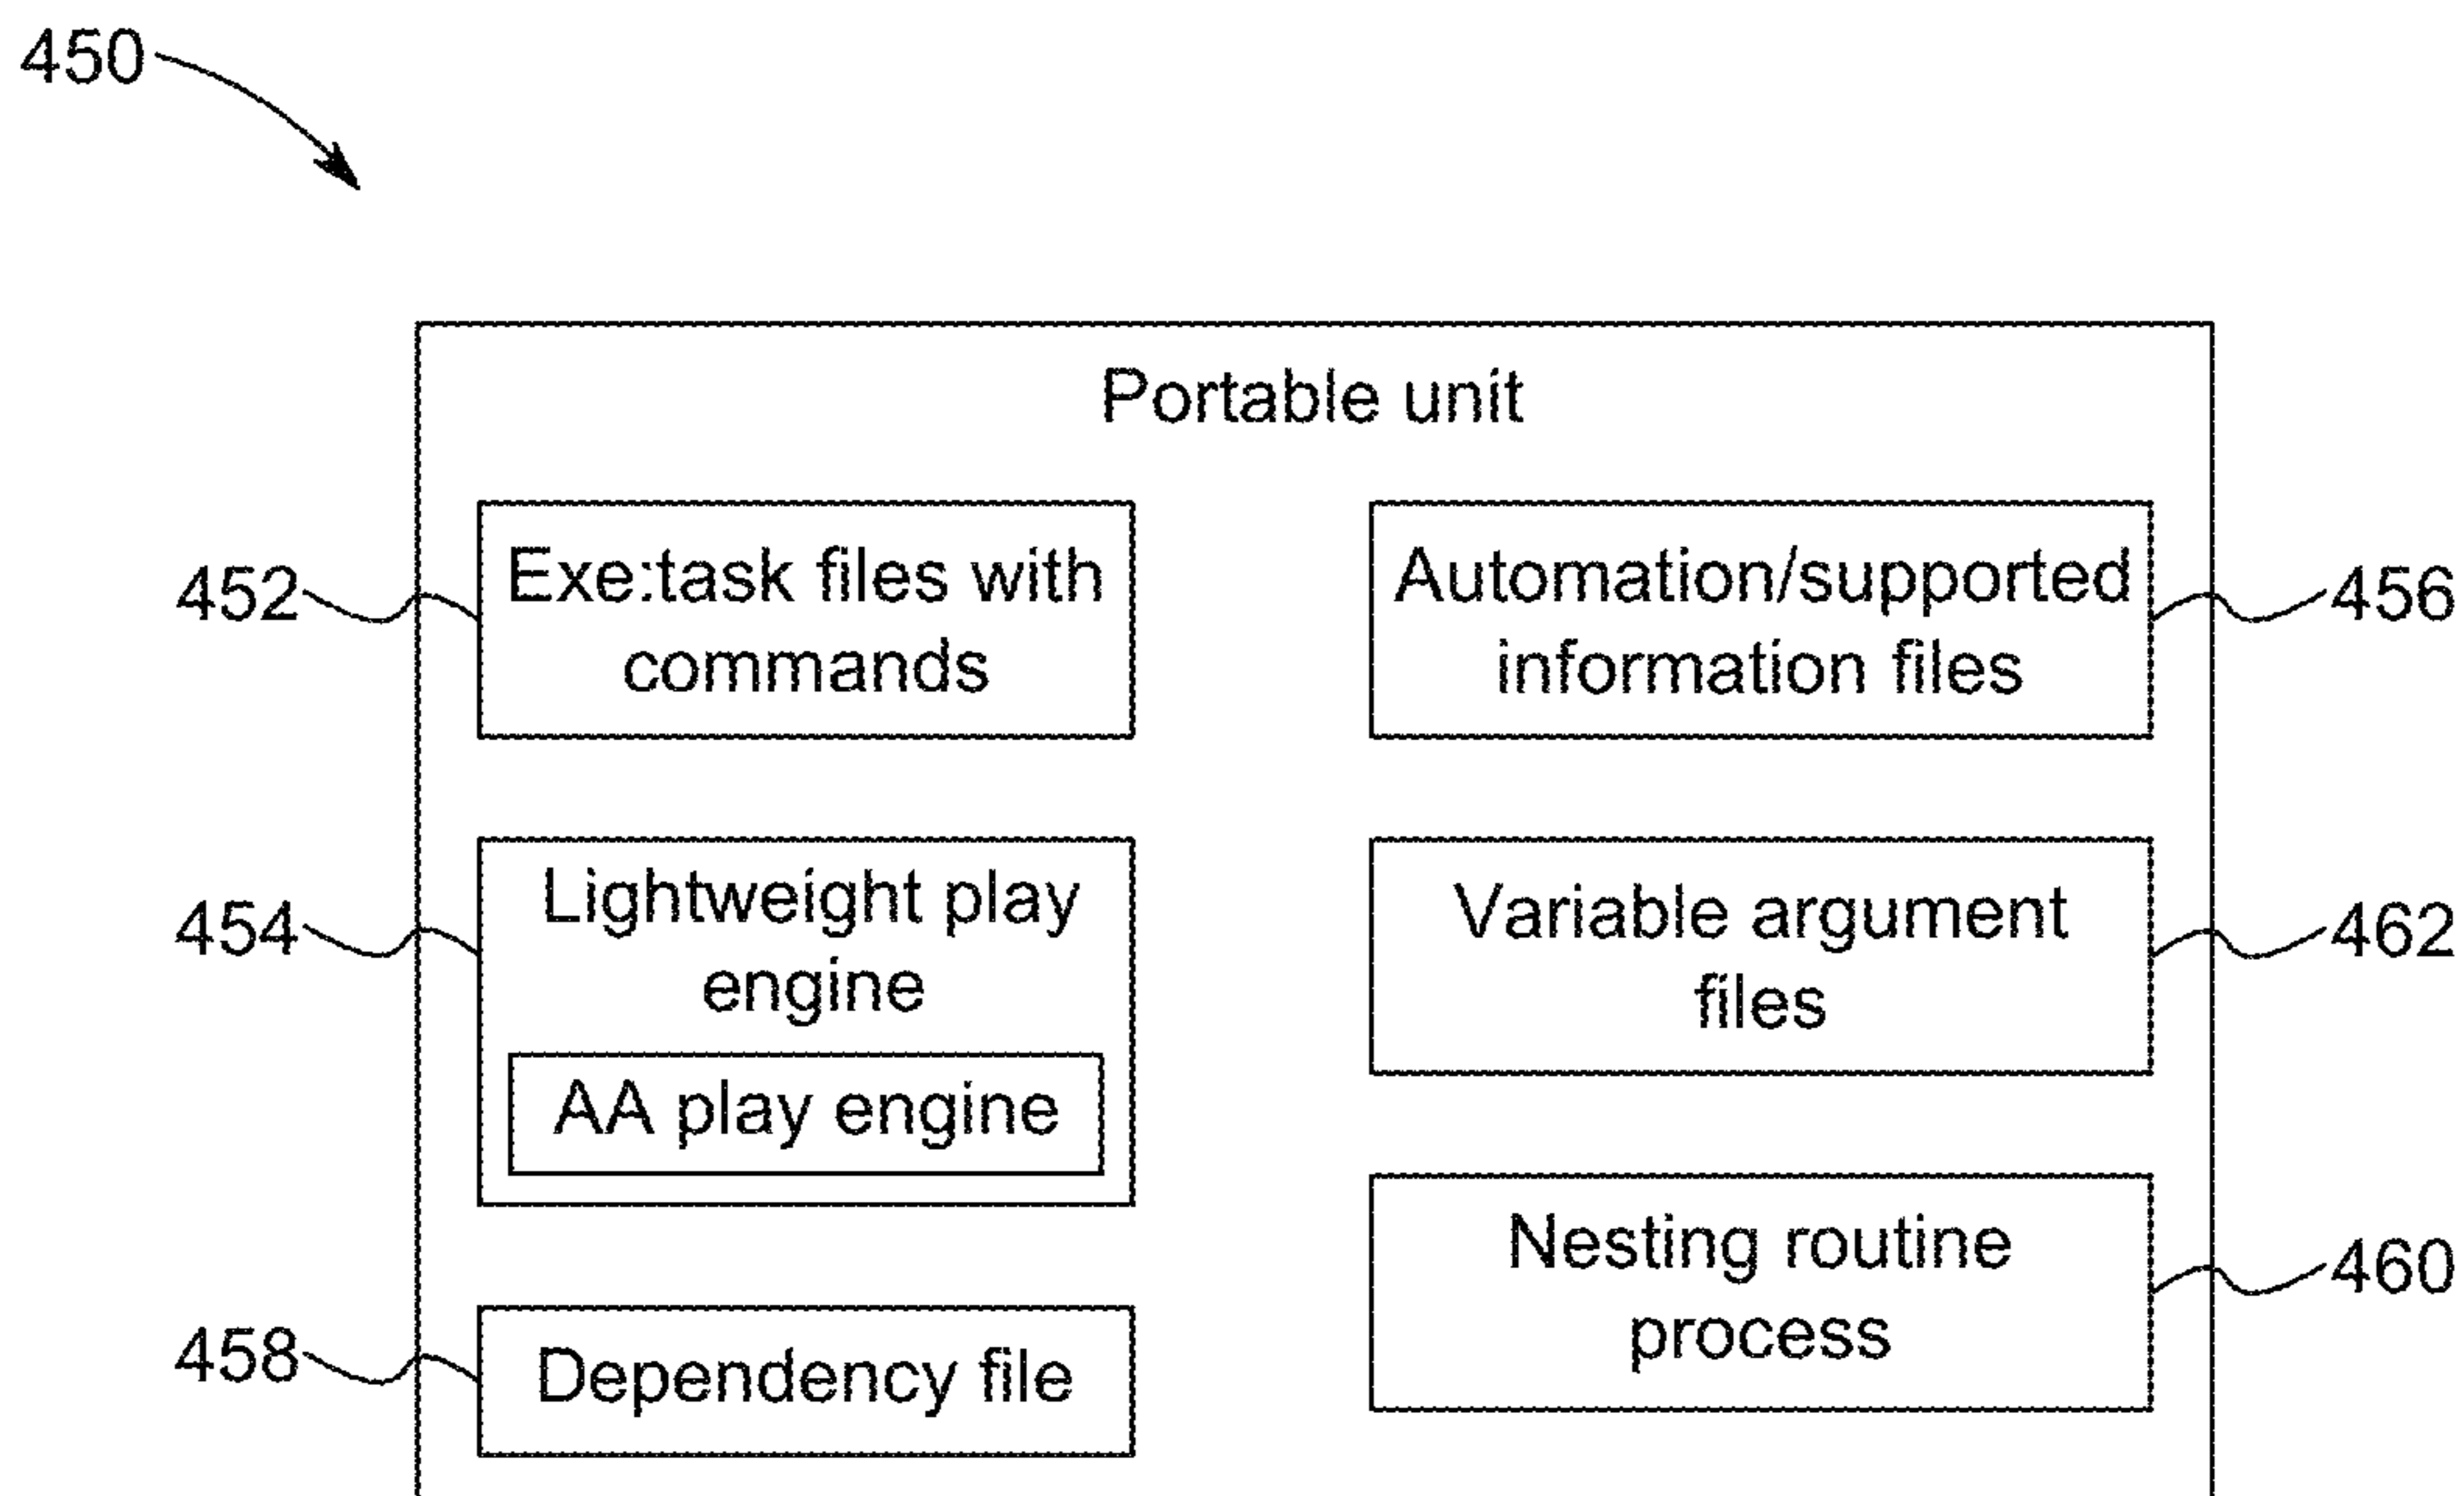 450
Portable unit
452
Exe:task files with
commands
Automation/supported
information files
456
454
Lightweight play
engine
AA play engine
Variable argument
files
462
458
Dependency file
Nesting routine
process
460